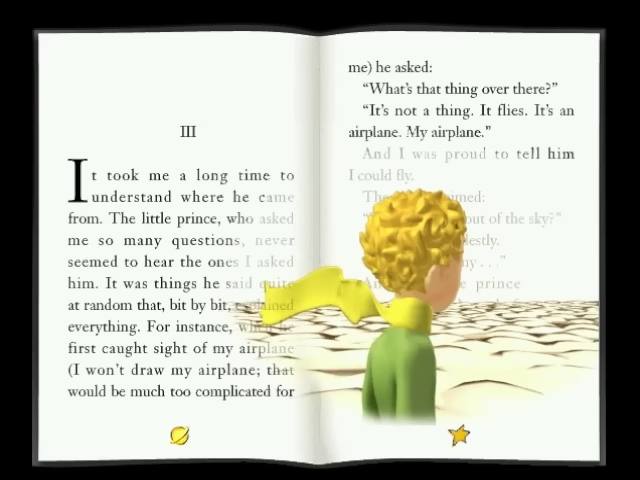 III
It took me a long time to
understand where he came
from. The little prince, who asked
me so many questions, never
seemed to hear the ones I asked
him. It was things he said quite
at random that, bit by bit, explained
everything. For instance, when he
first caught sight of my airplane
(I won't draw my airplane; that
would be much too complicated for
me) he asked:
“What's that thing over there?”
“It's not a thing. It flies. It's an
airplane. My airplane.”
And I was proud to tell him
I could fly.
out of the sky?”
. . .”
prince